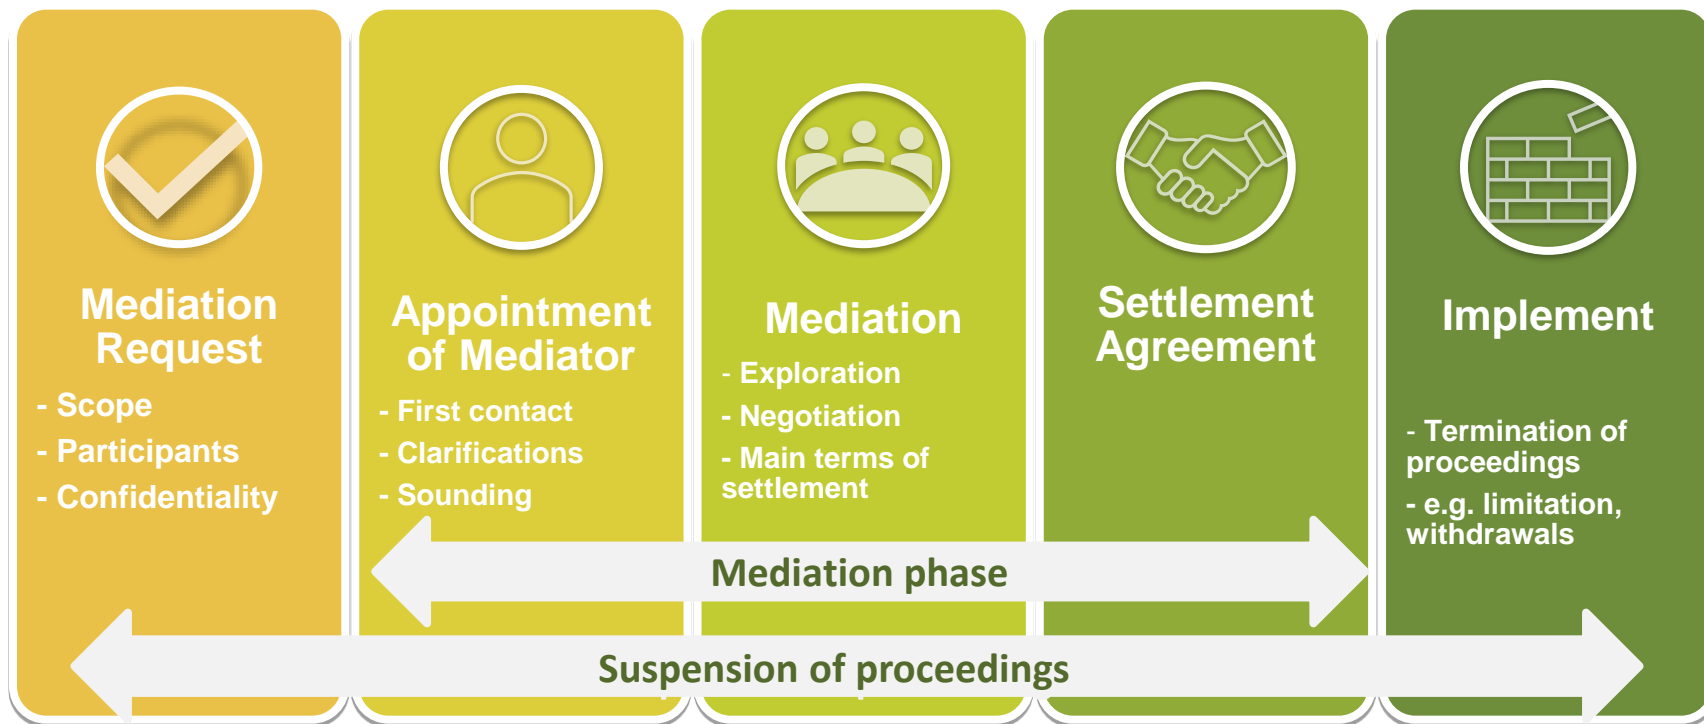 Mediation
Request
- Scope
- Participants
- Confidentiality
Appointment
of Mediator
- First contact
- Clarifications
- Sounding
Mediation
- Exploration
- Negotiation
- Main terms of
settlement
Settlement
Agreement
Implement
- Termination of
proceedings
- e.g. limitation,
withdrawals
Mediation phase
Suspension of proceedings